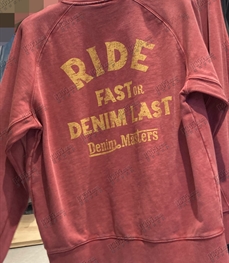 RIDE
FAST OR
DENIM LAST
Denim Masters